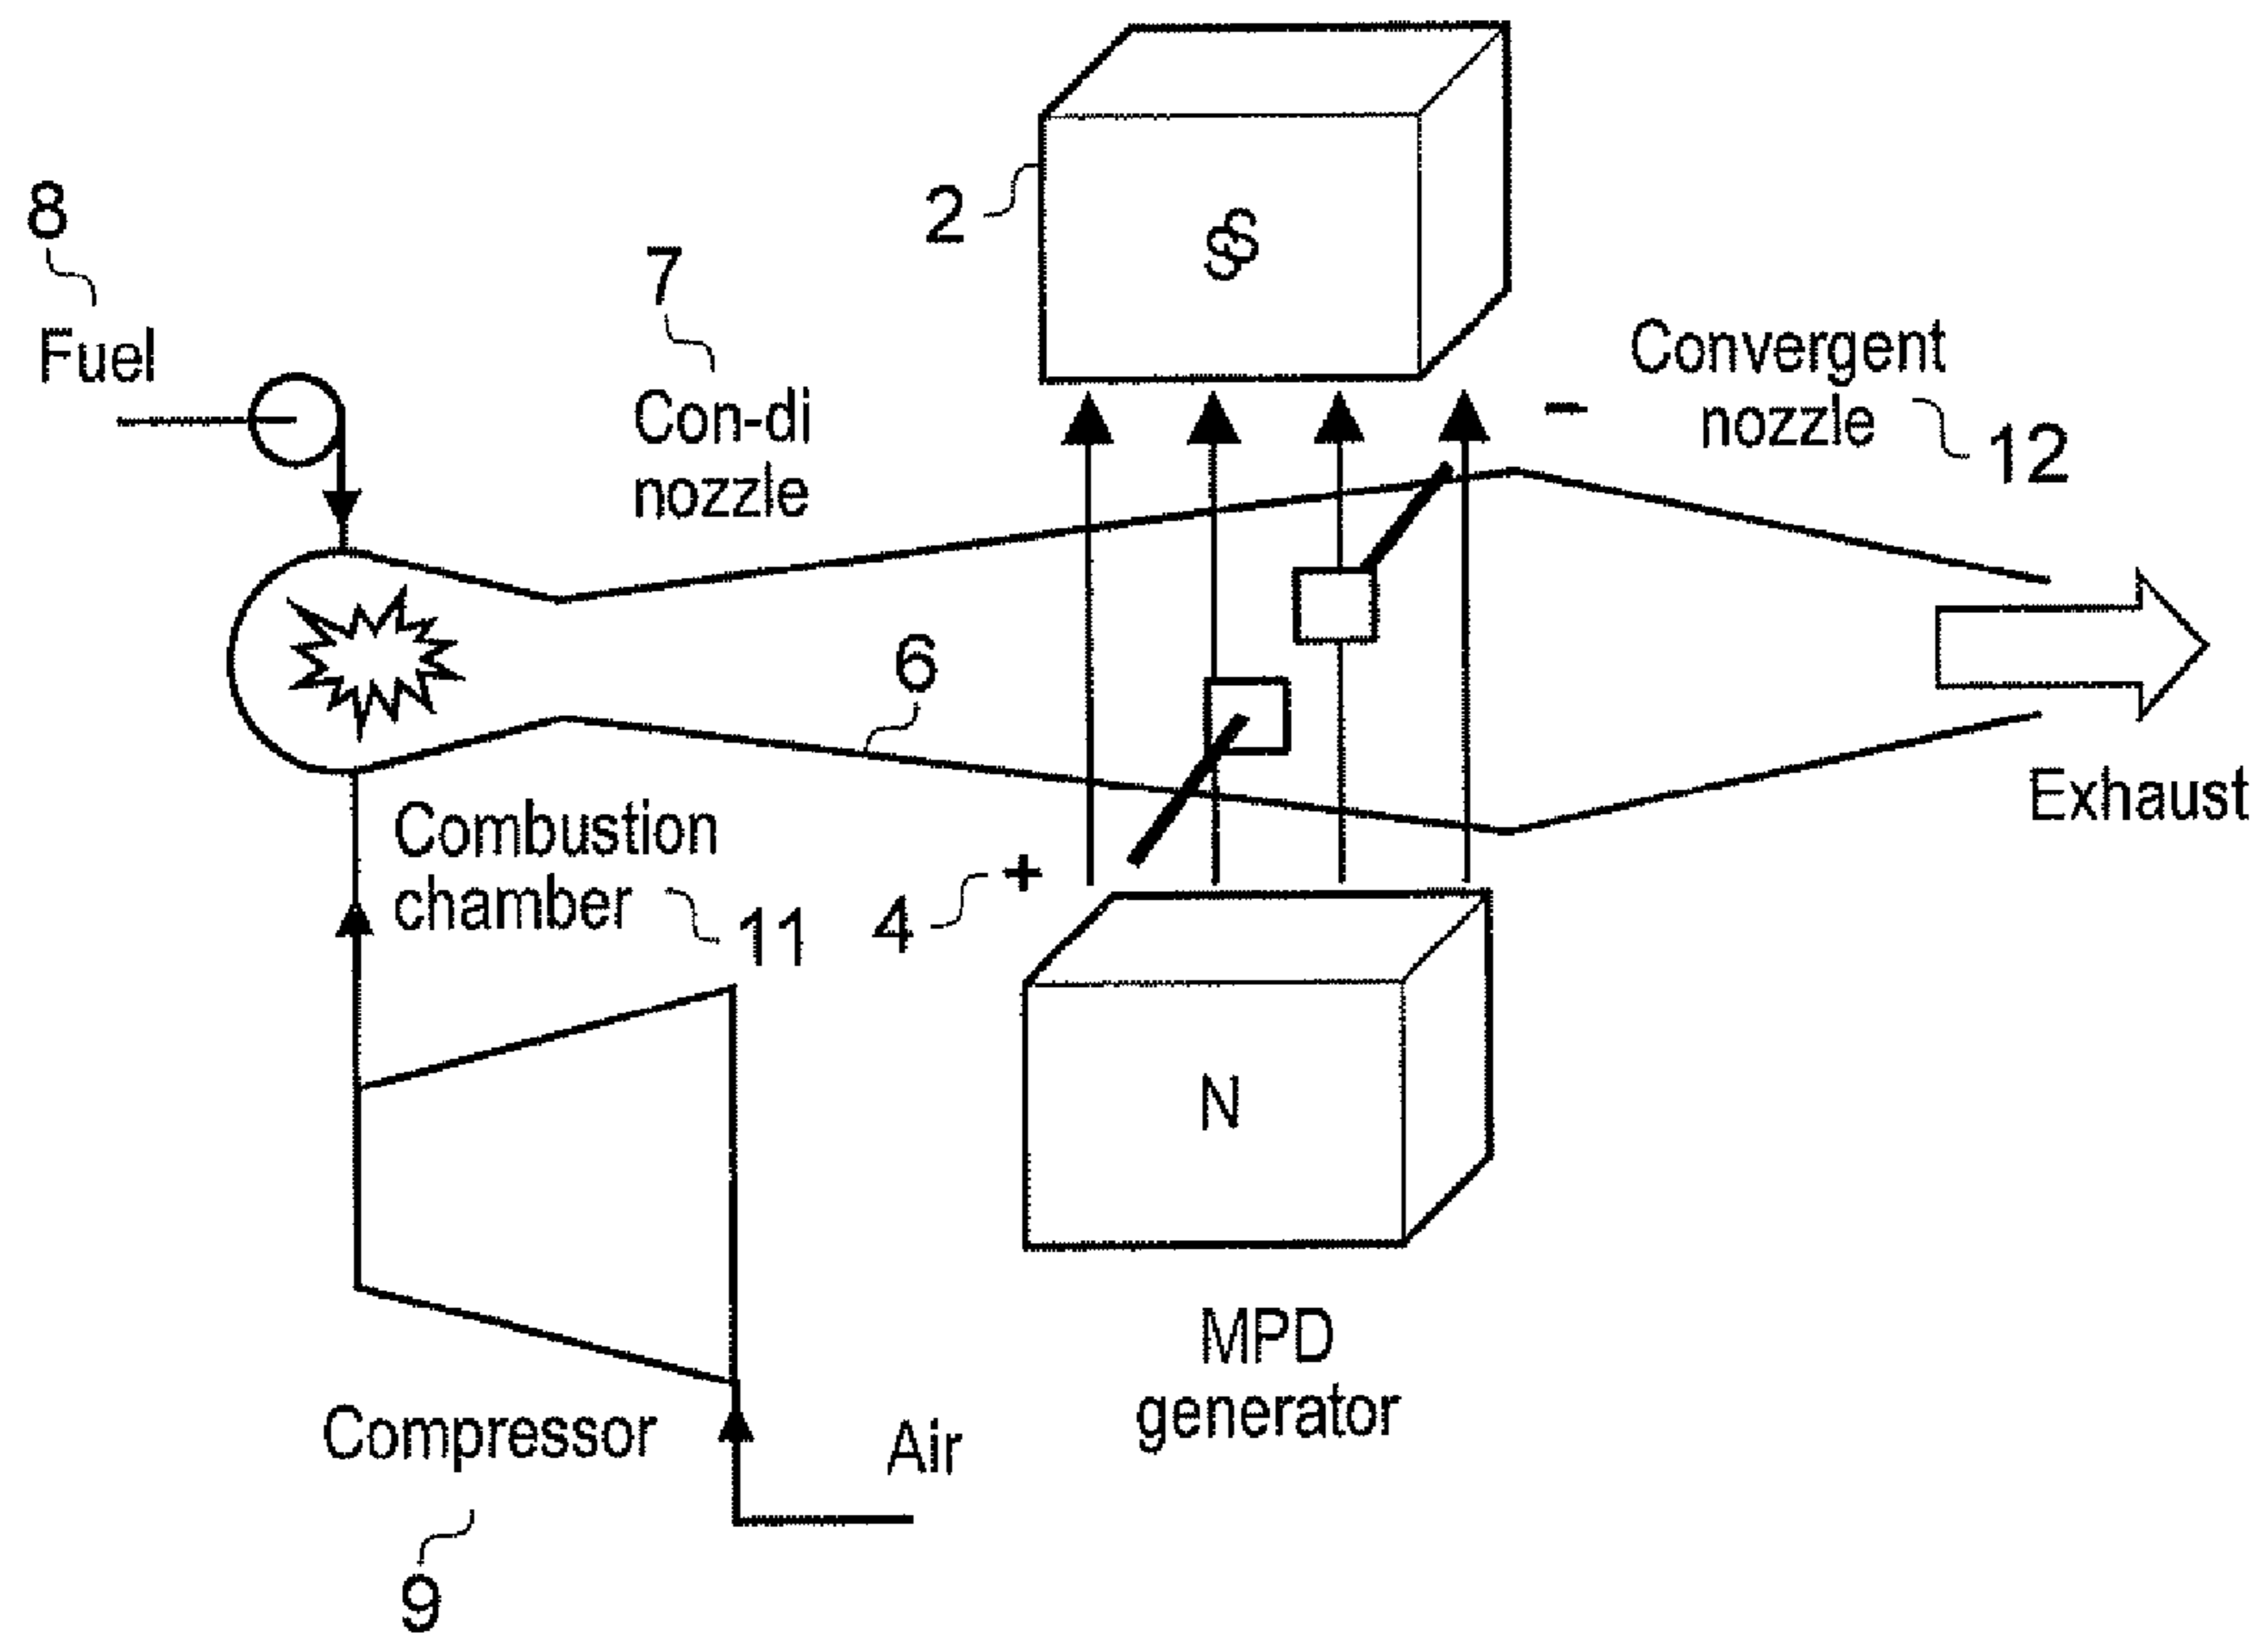 2
S
8
Fuel
7
Con-di
nozzle
Convergent
nozzle
12
-
6
Exhaust
Combustion
chamber
11
4
+
N
MPD
generator
Compressor
Air
9